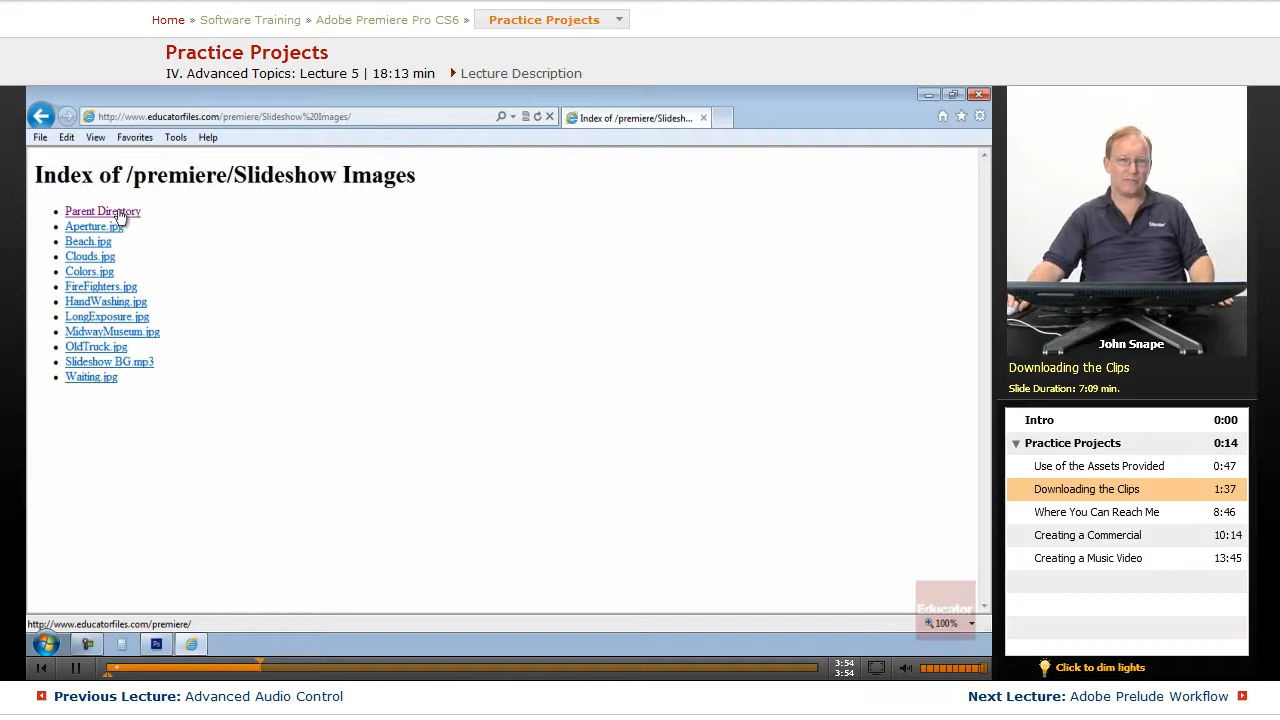 Home » Software Training » Adobe Premiere Pro CS6 » Practice Projects
Practice Projects
IV. Advanced Topics: Lecture 5 | 18:13 min Lecture Description
http://www.educatorfiles.com/premiere/Slideshow%20Images/
Index of /premiere/Slidesh...
File Edit View Favorites Tools Help
Index of /premiere/Slideshow Images
Parent Directory
Aperture.jpg
Beach.jpg
Clouds.jpg
Colors.jpg
FireFighters.jpg
HandWashing.jpg
LongExposure.jpg
MidwayMuseum.jpg
OldTruck.jpg
Slideshow BG.mp3
Waiting.jpg
Educator
http://www.educatorfiles.com/premiere/
100%
Ps
Educator
John Snape
Downloading the Clips
Slide Duration: 7:09 min.
Intro 0:00
Practice Projects 0:14
Use of the Assets Provided 0:47
Downloading the Clips 1:37
Where You Can Reach Me 8:46
Creating a Commercial 10:14
Creating a Music Video 13:45
3:54
3:54
Click to dim lights
Previous Lecture: Advanced Audio Control
Next Lecture: Adobe Prelude Workflow